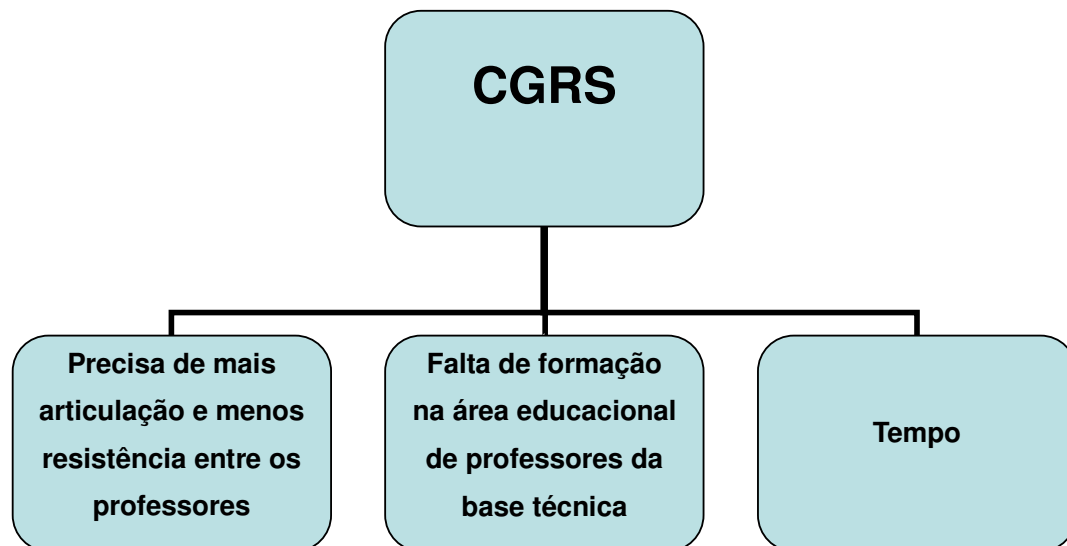 CGRS
Precisa de mais
articulação e menos
resistência entre os
professores
Falta de formação
na área educacional
de professores da
base técnica
Tempo